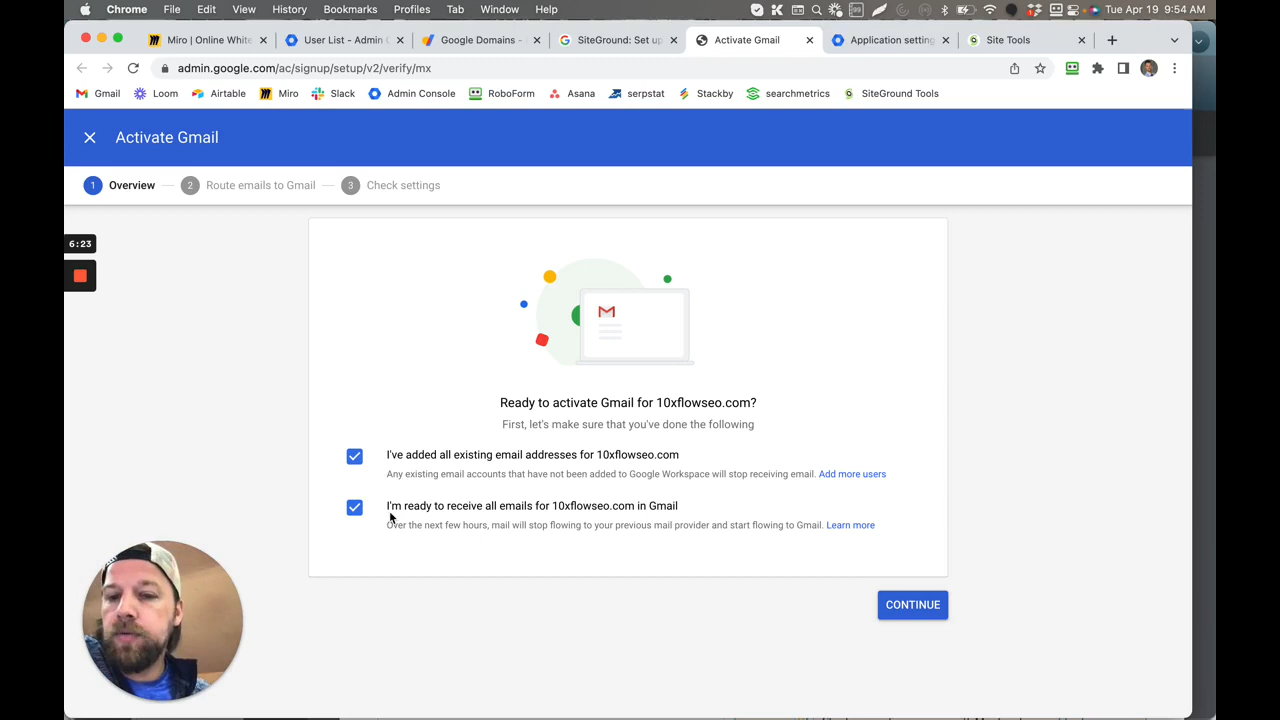 Chrome File Edit View History Bookmarks Profiles Tab Window Help Tue Apr 19 9:54 AM
Miro | Online White User List - Admin C Google Domains - SiteGround: Set up Activate Gmail Application setting Site Tools
admin.google.com/ac/signup/setup/v2/verify/mx
Gmail Loom Airtable Miro Slack Admin Console RoboForm Asana serpstat Stackby searchmetrics SiteGround Tools
Activate Gmail
1 Overview 2 Route emails to Gmail 3 Check settings
6:23
Ready to activate Gmail for 10xflowseo.com?
First, let's make sure that you've done the following
I've added all existing email addresses for 10xflowseo.com
Any existing email accounts that have not been added to Google Workspace will stop receiving email. Add more users
I'm ready to receive all emails for 10xflowseo.com in Gmail
Over the next few hours, mail will stop flowing to your previous mail provider and start flowing to Gmail. Learn more
CONTINUE